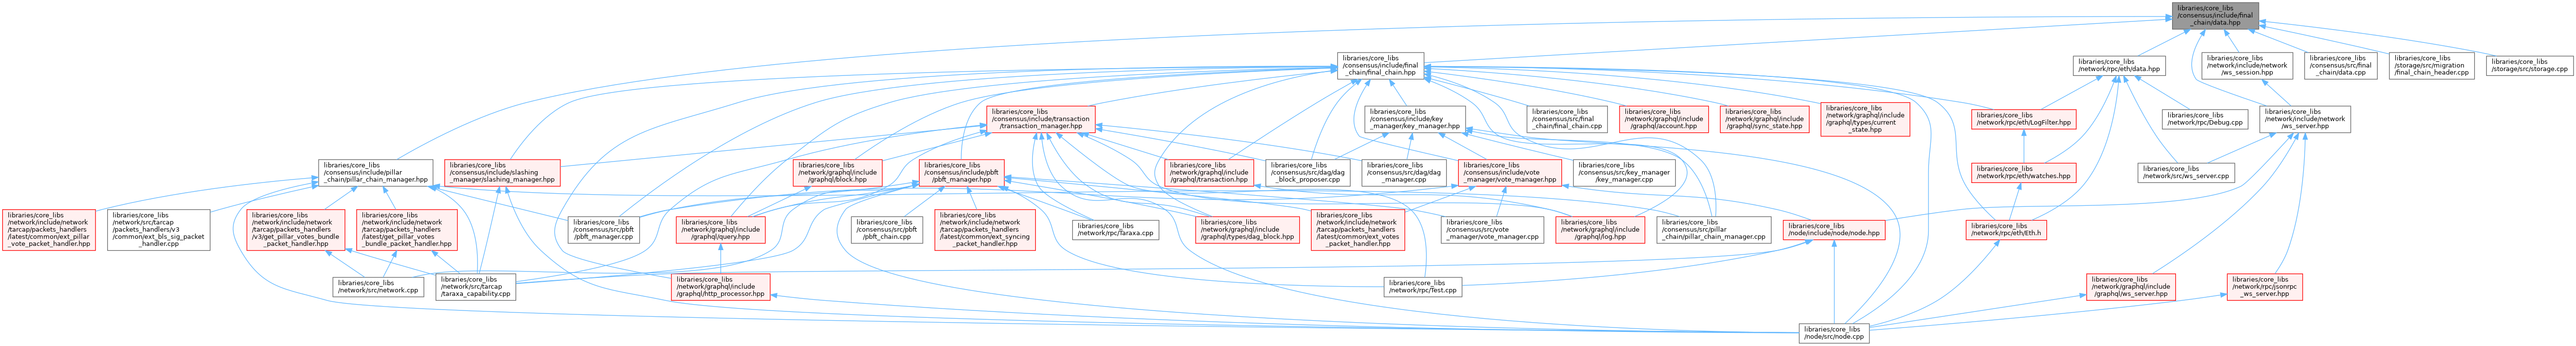 libraries/core_libs
/consensus/include/final
_chain/data.hpp
libraries/core_libs
/consensus/include/final
_chain/final_chain.hpp
libraries/core_libs
/network/rpc/eth/data.hpp
libraries/core_libs
/network/include/network
/ws_session.hpp
libraries/core_libs
/consensus/src/final
_chain/data.cpp
libraries/core_libs
/storage/src/migration
/final_chain_header.cpp
libraries/core_libs
/storage/src/storage.cpp
libraries/core_libs
/consensus/include/transaction
/transaction_manager.hpp
libraries/core_libs
/consensus/include/key
_manager/key_manager.hpp
libraries/core_libs
/consensus/src/final
_chain/final_chain.cpp
libraries/core_libs
/network/graphql/include
/graphql/account.hpp
libraries/core_libs
/network/graphql/include
/graphql/sync_state.hpp
libraries/core_libs
/network/graphql/include
/graphql/types/current
_state.hpp
libraries/core_libs
/network/rpc/eth/LogFilter.hpp
libraries/core_libs
/network/rpc/Debug.cpp
libraries/core_libs
/network/include/network
/ws_server.hpp
libraries/core_libs
/consensus/include/pillar
_chain/pillar_chain_manager.hpp
libraries/core_libs
/consensus/include/slashing
_manager/slashing_manager.hpp
libraries/core_libs
/network/graphql/include
/graphql/block.hpp
libraries/core_libs
/consensus/include/pbft
/pbft_manager.hpp
libraries/core_libs
/network/graphql/include
/graphql/transaction.hpp
libraries/core_libs
/consensus/src/dag/dag
_block_proposer.cpp
libraries/core_libs
/consensus/src/dag/dag
_manager.cpp
libraries/core_libs
/consensus/include/vote
_manager/vote_manager.hpp
libraries/core_libs
/consensus/src/key_manager
/key_manager.cpp
libraries/core_libs
/network/rpc/eth/watches.hpp
libraries/core_libs
/network/src/ws_server.cpp
libraries/core_libs
/network/include/network
/tarcap/packets_handlers
/latest/common/ext_pillar
_vote_packet_handler.hpp
libraries/core_libs
/network/src/tarcap
/packets_handlers/v3
/common/ext_bls_sig_packet
_handler.cpp
libraries/core_libs
/network/include/network
/tarcap/packets_handlers
/v3/get_pillar_votes_bundle
_packet_handler.hpp
libraries/core_libs
/network/include/network
/tarcap/packets_handlers
/latest/get_pillar_votes
_bundle_packet_handler.hpp
libraries/core_libs
/consensus/src/pbft
/pbft_manager.cpp
libraries/core_libs
/network/graphql/include
/graphql/query.hpp
libraries/core_libs
/consensus/src/pbft
/pbft_chain.cpp
libraries/core_libs
/network/include/network
/tarcap/packets_handlers
/latest/common/ext_syncing
_packet_handler.hpp
libraries/core_libs
/network/rpc/Taraxa.cpp
libraries/core_libs
/network/graphql/include
/graphql/types/dag_block.hpp
libraries/core_libs
/network/include/network
/tarcap/packets_handlers
/latest/common/ext_votes
_packet_handler.hpp
libraries/core_libs
/consensus/src/vote
_manager/vote_manager.cpp
libraries/core_libs
/network/graphql/include
/graphql/log.hpp
libraries/core_libs
/consensus/src/pillar
_chain/pillar_chain_manager.cpp
libraries/core_libs
/node/include/node/node.hpp
libraries/core_libs
/network/rpc/eth/Eth.h
libraries/core_libs
/network/src/network.cpp
libraries/core_libs
/network/src/tarcap
/taraxa_capability.cpp
libraries/core_libs
/network/graphql/include
/graphql/http_processor.hpp
libraries/core_libs
/network/rpc/Test.cpp
libraries/core_libs
/network/graphql/include
/graphql/ws_server.hpp
libraries/core_libs
/network/rpc/jsonrpc
_ws_server.hpp
libraries/core_libs
/node/src/node.cpp